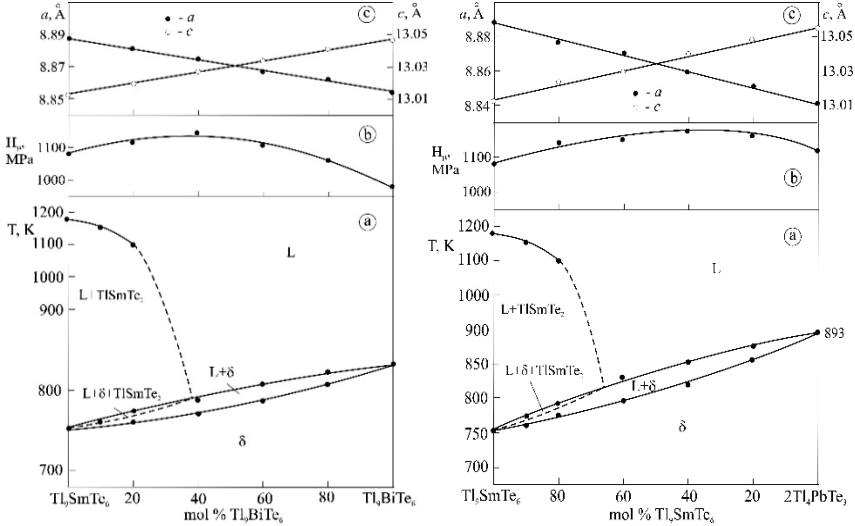 a, Å
c, Å
8.89
8.87
8.85
13.05
13.03
13.01
- a
- c
c
Hμ,
MPa
1100
1000
b
T, K
1200
1100
1000
900
800
700
a
L
L+TlSmTe₂
L+δ
L+δ+TlSmTe₂
δ
Tl₉SmTe₆
20
40
60
80
Tl₉BiTe₆
mol % Tl₉BiTe₆
a, Å
c, Å
8.88
8.86
8.84
13.05
13.03
13.01
- a
- c
c
Hμ,
MPa
1100
1000
b
T, K
1200
1100
1000
900
850
800
750
700
a
L
L+TlSmTe₂
L+δ+TlSmTe₂
L+δ
δ
893
Tl₉SmTe₆
80
60
40
20
2Tl₄PbTe₃
mol % Tl₉SmTe₆